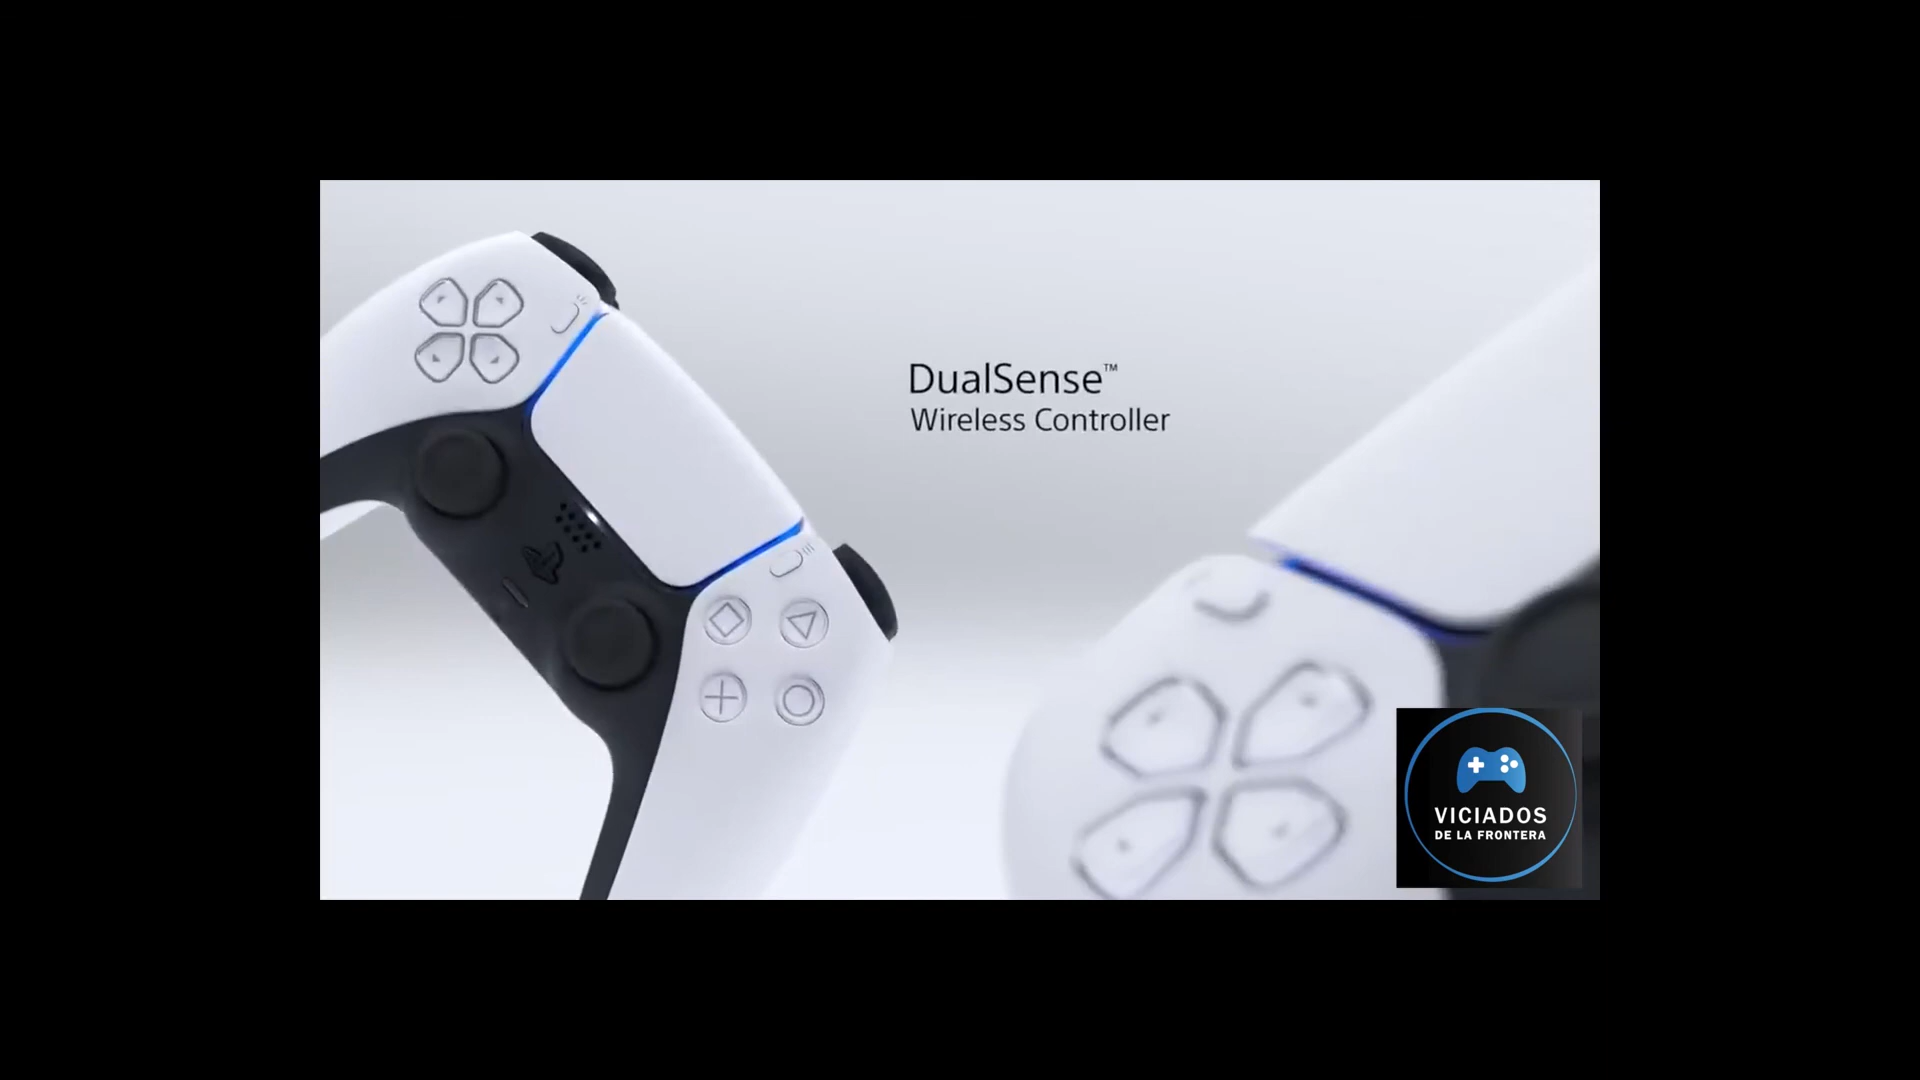 DualSense™
Wireless Controller
VICIADOS
DE LA FRONTERA